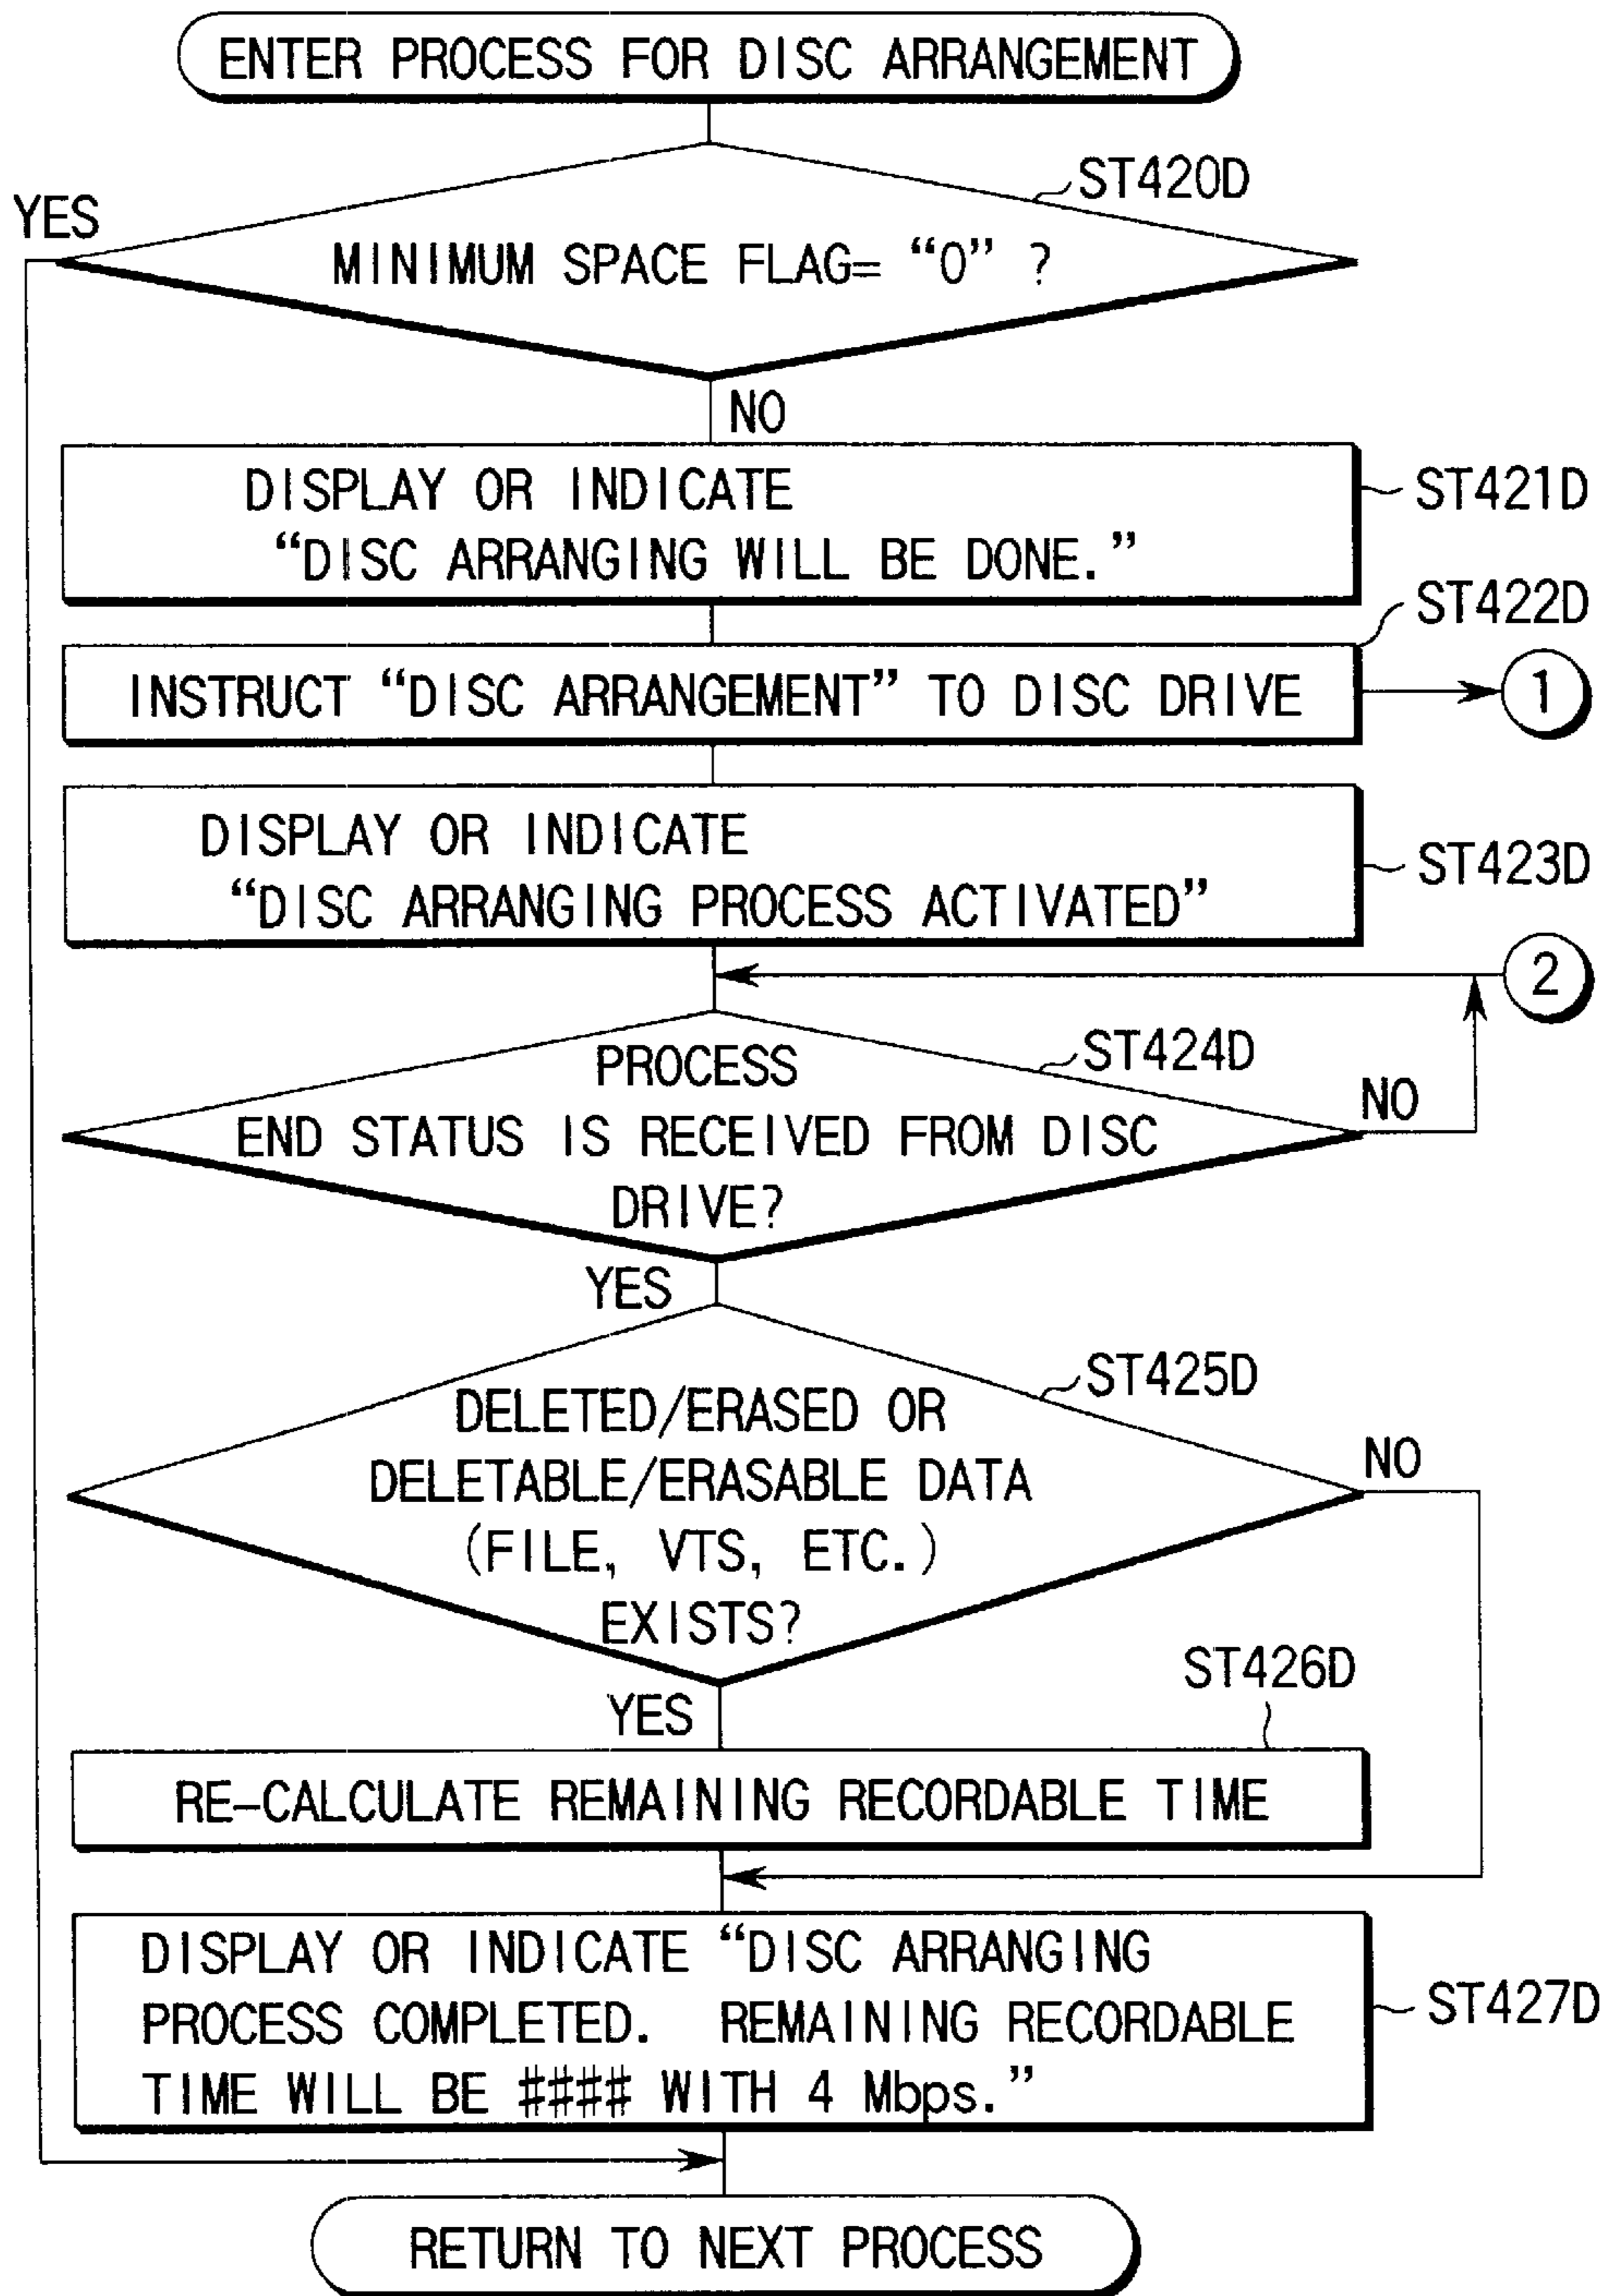 ENTER PROCESS FOR DISC ARRANGEMENT
ST420D
YES
MINIMUM SPACE FLAG= “0” ?
NO
DISPLAY OR INDICATE
“DISC ARRANGING WILL BE DONE.”
ST421D
ST422D
INSTRUCT “DISC ARRANGEMENT” TO DISC DRIVE
1
DISPLAY OR INDICATE
“DISC ARRANGING PROCESS ACTIVATED”
ST423D
2
ST424D
PROCESS
END STATUS IS RECEIVED FROM DISC
DRIVE?
NO
YES
ST425D
DELETED/ERASED OR
DELETABLE/ERASABLE DATA
(FILE, VTS, ETC.)
EXISTS?
NO
YES
ST426D
RE-CALCULATE REMAINING RECORDABLE TIME
DISPLAY OR INDICATE “DISC ARRANGING
PROCESS COMPLETED. REMAINING RECORDABLE
TIME WILL BE #### WITH 4 Mbps.”
ST427D
RETURN TO NEXT PROCESS